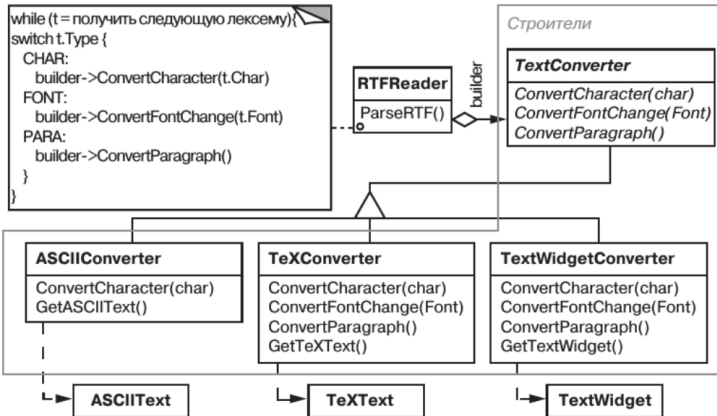 while (t = получить следующую лексему){
switch t.Type {
CHAR:
builder->ConvertCharacter(t.Char)
FONT:
builder->ConvertFontChange(t.Font)
PARA:
builder->ConvertParagraph()
}
}
RTFReader
ParseRTF()
builder
Строители
TextConverter
ConvertCharacter(char)
ConvertFontChange(Font)
ConvertParagraph()
ASCIIConverter
ConvertCharacter(char)
GetASCIIText()
TeXConverter
ConvertCharacter(char)
ConvertFontChange(Font)
ConvertParagraph()
GetTeXText()
TextWidgetConverter
ConvertCharacter(char)
ConvertFontChange(Font)
ConvertParagraph()
GetTextWidget()
ASCIIText
TeXText
TextWidget